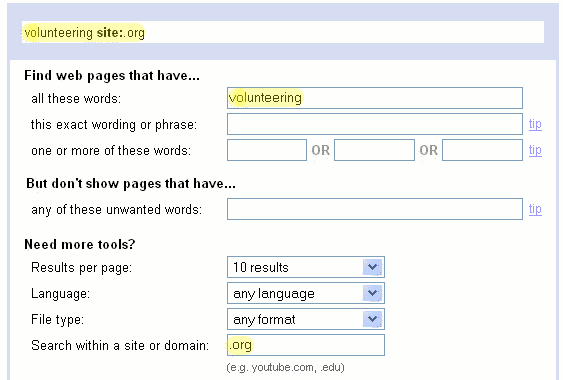 volunteering site:.org
Find web pages that have...
all these words: volunteering
this exact wording or phrase: tip
one or more of these words: OR OR tip
But don't show pages that have...
any of these unwanted words: tip
Need more tools?
Results per page: 10 results
Language: any language
File type: any format
Search within a site or domain: .org
(e.g. youtube.com, .edu)